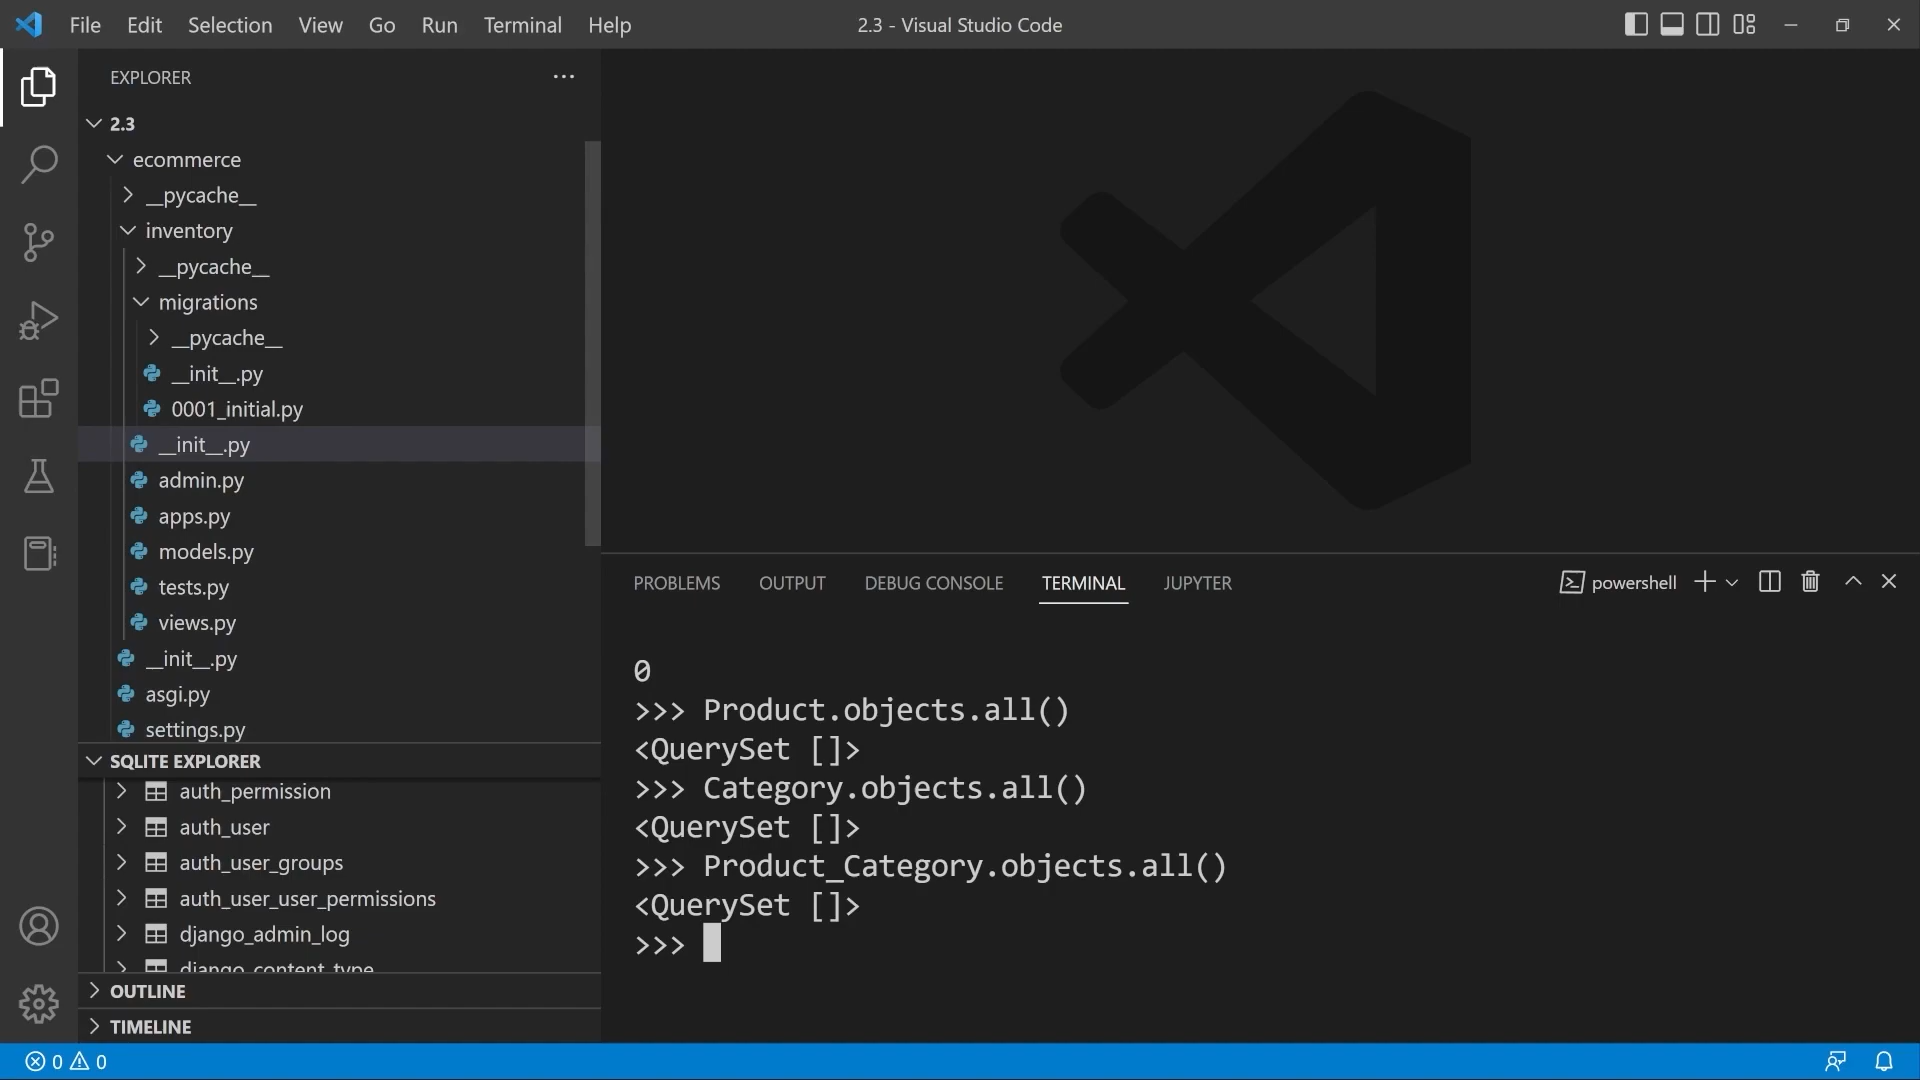 File Edit Selection View Go Run Terminal Help
2.3 - Visual Studio Code
EXPLORER
2.3
ecommerce
__pycache__
inventory
__pycache__
migrations
__pycache__
__init__.py
0001_initial.py
__init__.py
admin.py
apps.py
models.py
tests.py
views.py
__init__.py
asgi.py
settings.py
SQLITE EXPLORER
auth_permission
auth_user
auth_user_groups
auth_user_user_permissions
django_admin_log
django_content_type
OUTLINE
TIMELINE
PROBLEMS OUTPUT DEBUG CONSOLE TERMINAL JUPYTER
powershell
0
>>> Product.objects.all()
<QuerySet []>
>>> Category.objects.all()
<QuerySet []>
>>> Product_Category.objects.all()
<QuerySet []>
>>>
0 0